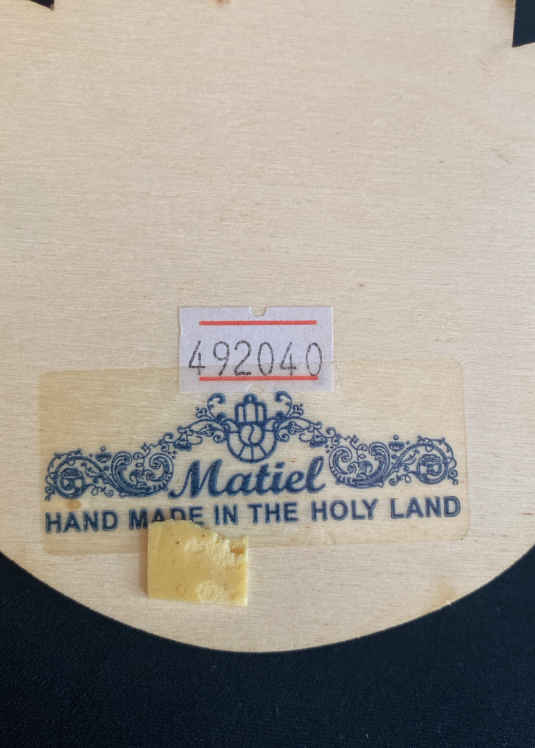 492040
Matiel
HAND MADE IN THE HOLY LAND